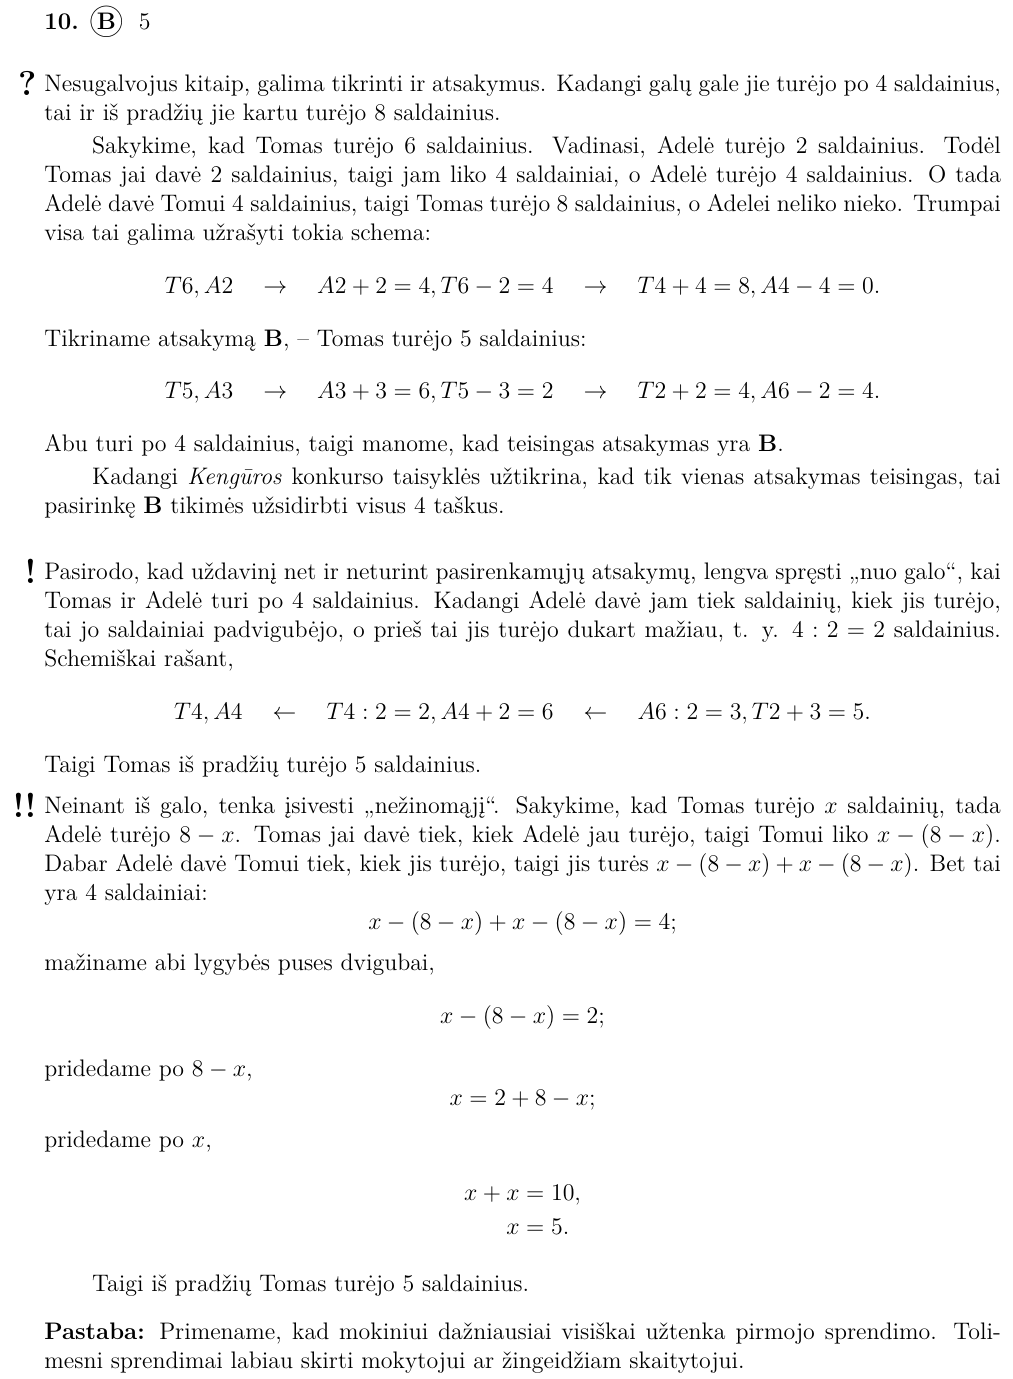 10. Ⓑ 5
? Nesugalvojus kitaip, galima tikrinti ir atsakymus. Kadangi galų gale jie turėjo po 4 saldainius,
tai ir iš pradžių jie kartu turėjo 8 saldainius.
Sakykime, kad Tomas turėjo 6 saldainius. Vadinasi, Adelė turėjo 2 saldainius. Todėl
Tomas jai davė 2 saldainius, taigi jam liko 4 saldainiai, o Adelė turėjo 4 saldainius. O tada
Adelė davė Tomui 4 saldainius, taigi Tomas turėjo 8 saldainius, o Adelei neliko nieko. Trumpai
visa tai galima užrašyti tokia schema:
T6, A2 → A2 + 2 = 4, T6 − 2 = 4 → T4 + 4 = 8, A4 − 4 = 0.
Tikriname atsakymą B, – Tomas turėjo 5 saldainius:
T5, A3 → A3 + 3 = 6, T5 − 3 = 2 → T2 + 2 = 4, A6 − 2 = 4.
Abu turi po 4 saldainius, taigi manome, kad teisingas atsakymas yra B.
Kadangi Kengūros konkurso taisyklės užtikrina, kad tik vienas atsakymas teisingas, tai
pasirinkę B tikimės užsidirbti visus 4 taškus.
! Pasirodo, kad uždavinį net ir neturint pasirenkamųjų atsakymų, lengva spręsti „nuo galo“, kai
Tomas ir Adelė turi po 4 saldainius. Kadangi Adelė davė jam tiek saldainių, kiek jis turėjo,
tai jo saldainiai padvigubėjo, o prieš tai jis turėjo dukart mažiau, t. y. 4 : 2 = 2 saldainius.
Schemiškai rašant,
T4, A4 ← T4 : 2 = 2, A4 + 2 = 6 ← A6 : 2 = 3, T2 + 3 = 5.
Taigi Tomas iš pradžių turėjo 5 saldainius.
!! Neinant iš galo, tenka įsivesti „nežinomąjį“. Sakykime, kad Tomas turėjo x saldainių, tada
Adelė turėjo 8 − x. Tomas jai davė tiek, kiek Adelė jau turėjo, taigi Tomui liko x − (8 − x).
Dabar Adelė davė Tomui tiek, kiek jis turėjo, taigi jis turės x − (8 − x) + x − (8 − x). Bet tai
yra 4 saldainiai:
x − (8 − x) + x − (8 − x) = 4;
mažiname abi lygybės puses dvigubai,
x − (8 − x) = 2;
pridedame po 8 − x,
x = 2 + 8 − x;
pridedame po x,
x + x = 10,
x = 5.
Taigi iš pradžių Tomas turėjo 5 saldainius.
Pastaba: Primename, kad mokiniui dažniausiai visiškai užtenka pirmojo sprendimo. Toli-
mesni sprendimai labiau skirti mokytojui ar žingeidžiam skaitytojui.